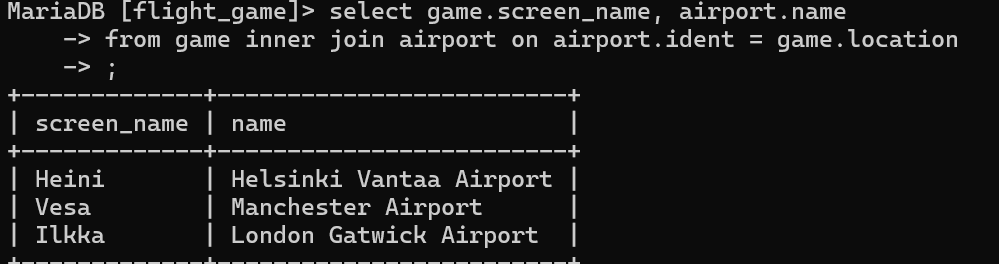 MariaDB [flight_game]> select game.screen_name, airport.name
    -> from game inner join airport on airport.ident = game.location
    -> ;
+-------------+------------------------+
| screen_name | name                   |
+-------------+------------------------+
| Heini       | Helsinki Vantaa Airport |
| Vesa        | Manchester Airport      |
| Ilkka       | London Gatwick Airport  |
+-------------+------------------------+